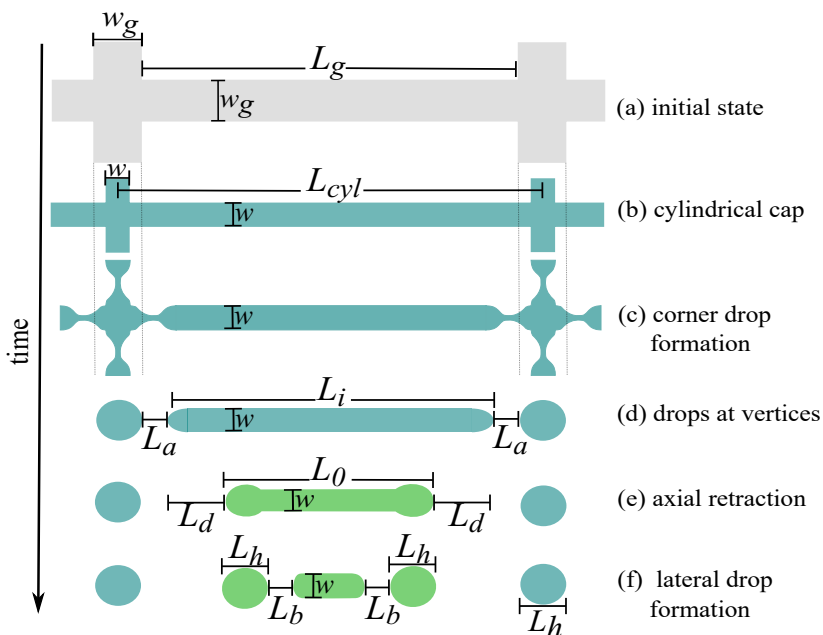 w_g
L_g
w_g
(a) initial state
w
L_cyl
w
(b) cylindrical cap
w
(c) corner drop
formation
time
L_i
w
(d) drops at vertices
L_a
L_a
L_0
w
(e) axial retraction
L_d
L_d
L_h
L_h
w
(f) lateral drop
formation
L_b
L_b
L_h